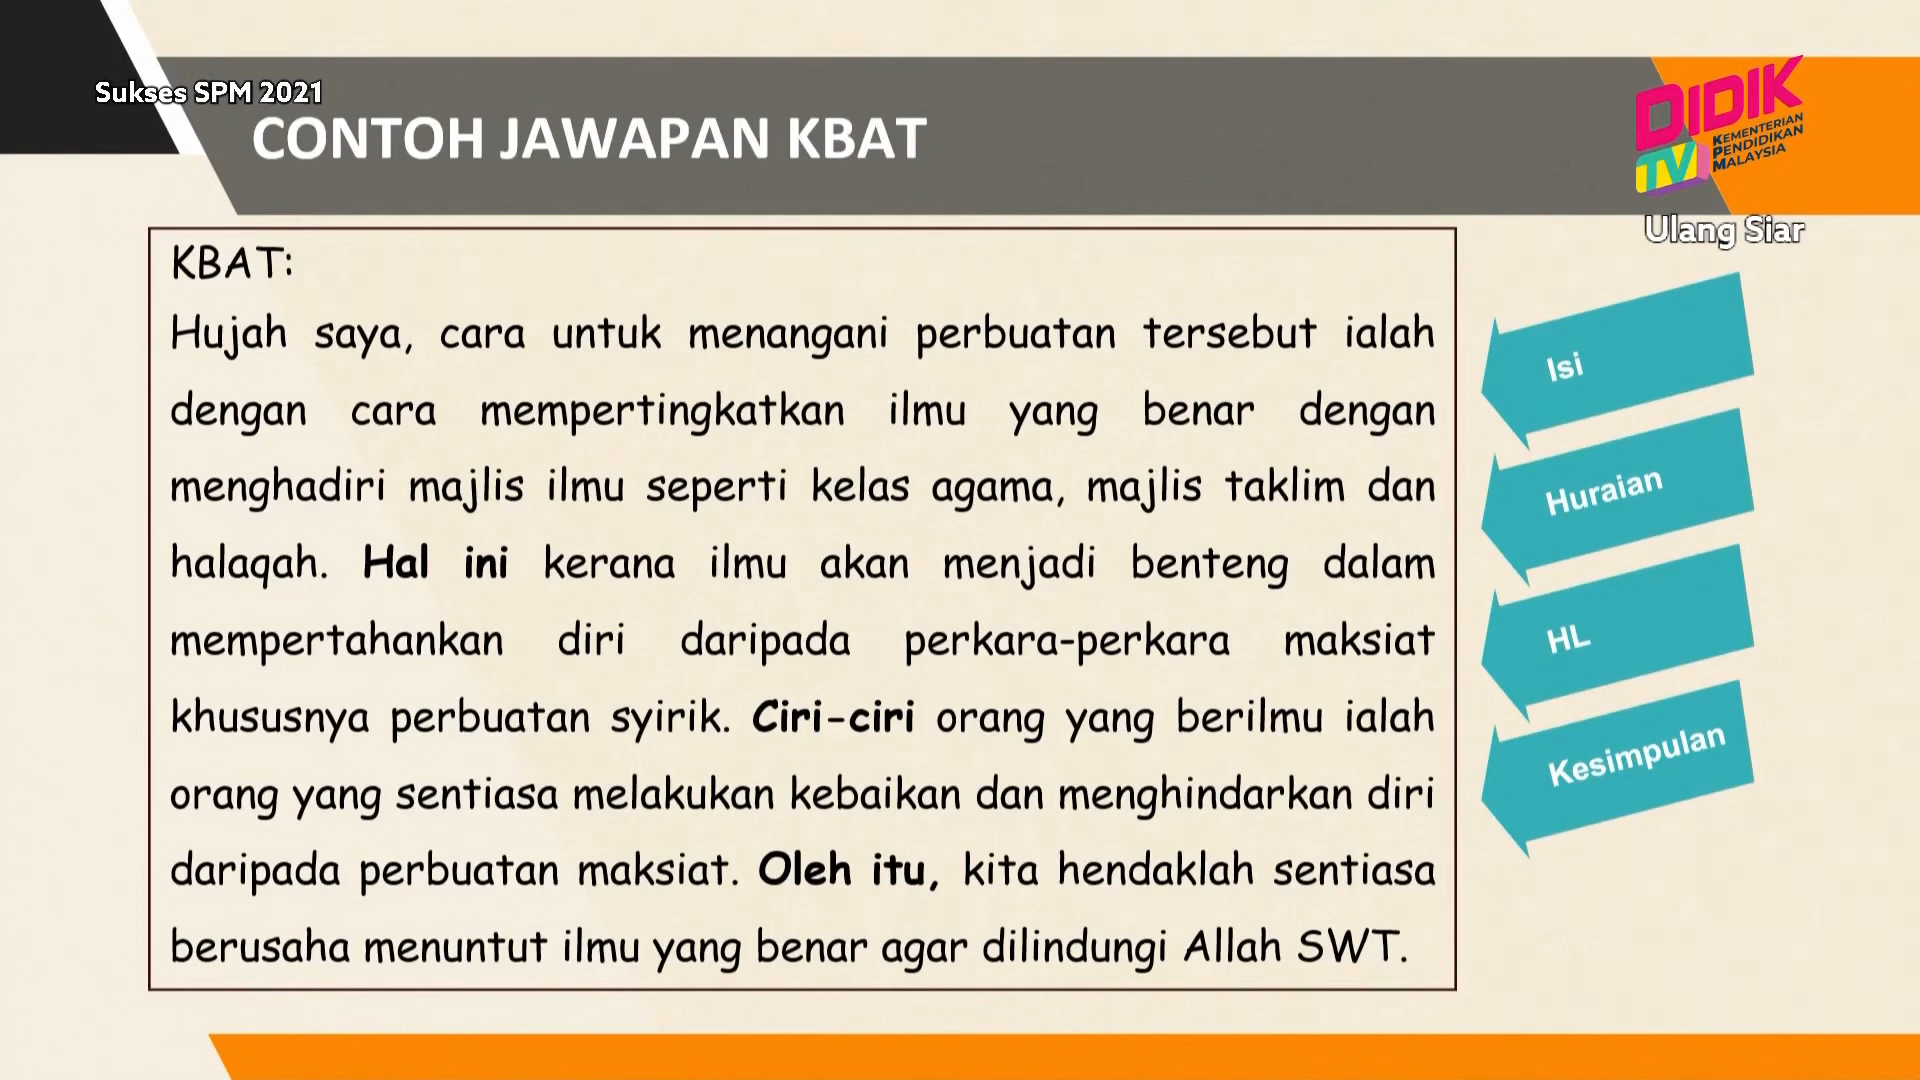 Sukses SPM 2021
CONTOH JAWAPAN KBAT
DIDIK
TV
KEMENTERIAN
PENDIDIKAN
MALAYSIA
Ulang Siar
KBAT:
Hujah saya, cara untuk menangani perbuatan tersebut ialah
dengan cara mempertingkatkan ilmu yang benar dengan
menghadiri majlis ilmu seperti kelas agama, majlis taklim dan
halaqah. Hal ini kerana ilmu akan menjadi benteng dalam
mempertahankan diri daripada perkara-perkara maksiat
khususnya perbuatan syirik. Ciri-ciri orang yang berilmu ialah
orang yang sentiasa melakukan kebaikan dan menghindarkan diri
daripada perbuatan maksiat. Oleh itu, kita hendaklah sentiasa
berusaha menuntut ilmu yang benar agar dilindungi Allah SWT.
Isi
Huraian
HL
Kesimpulan